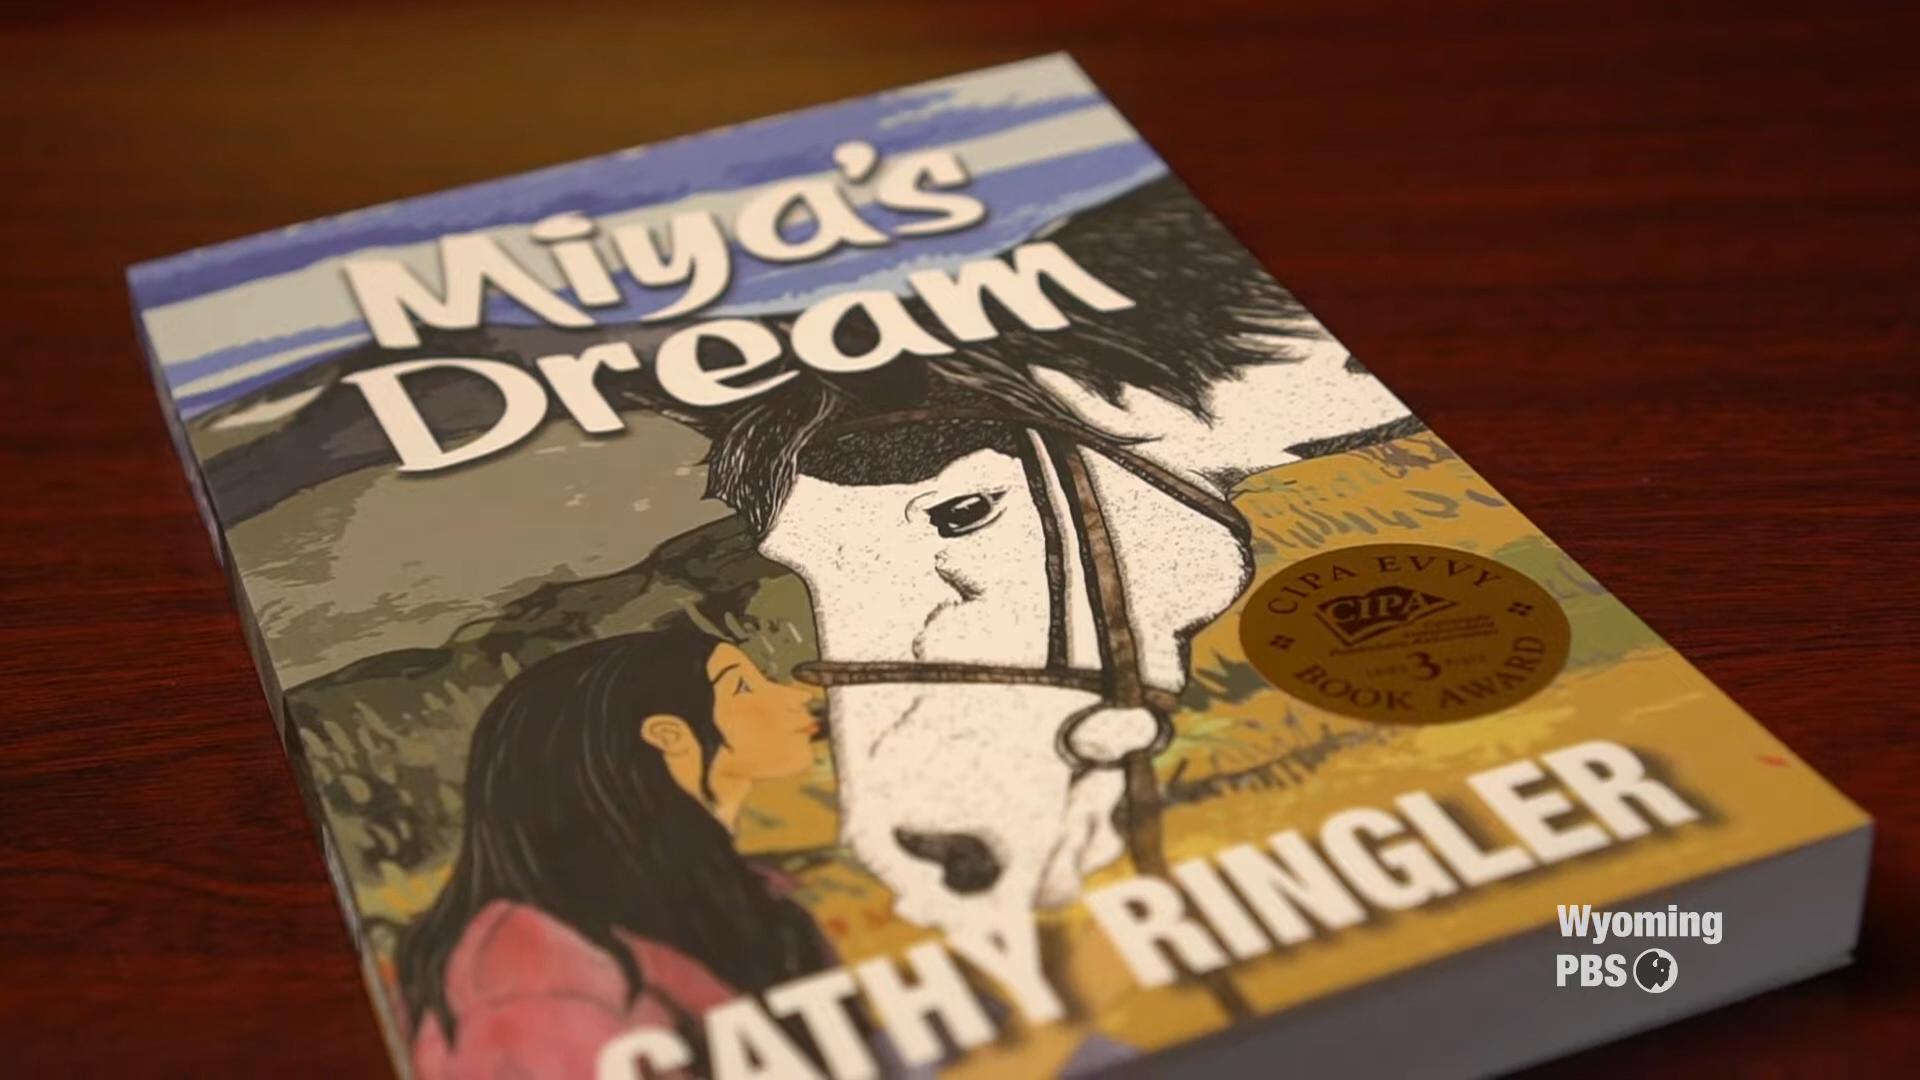 Miya's
Dream
CIPA EVVY
CIPA
3
BOOK AWARD
CATHY RINGLER
Wyoming
PBS